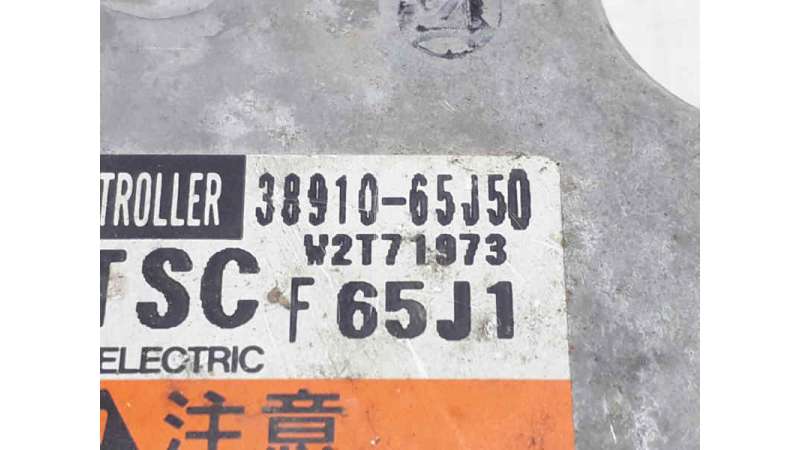 TROLLER 38910-65J50
W2T71973
TSC F 65J1
ELECTRIC
注意